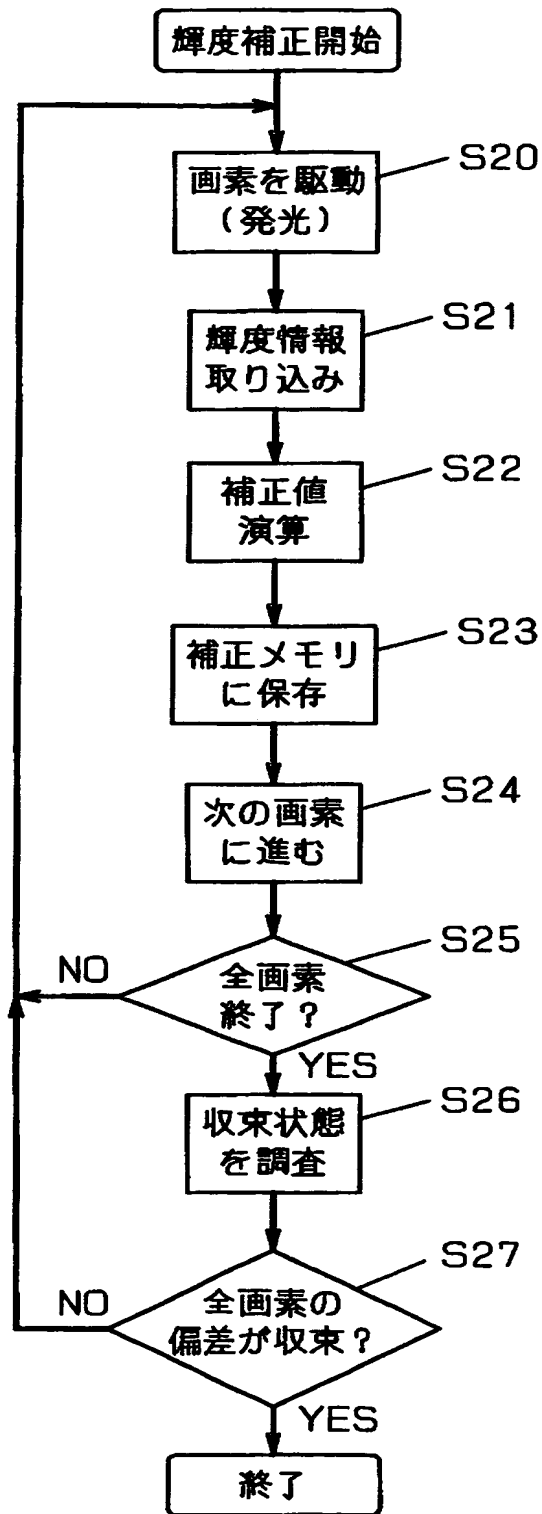 輝度補正開始
S20
画素を駆動
(発光)
S21
輝度情報
取り込み
S22
補正値
演算
S23
補正メモリ
に保存
S24
次の画素
に進む
S25
NO
全画素
終了?
YES
S26
収束状態
を調査
S27
NO
全画素の
偏差が収束?
YES
終了